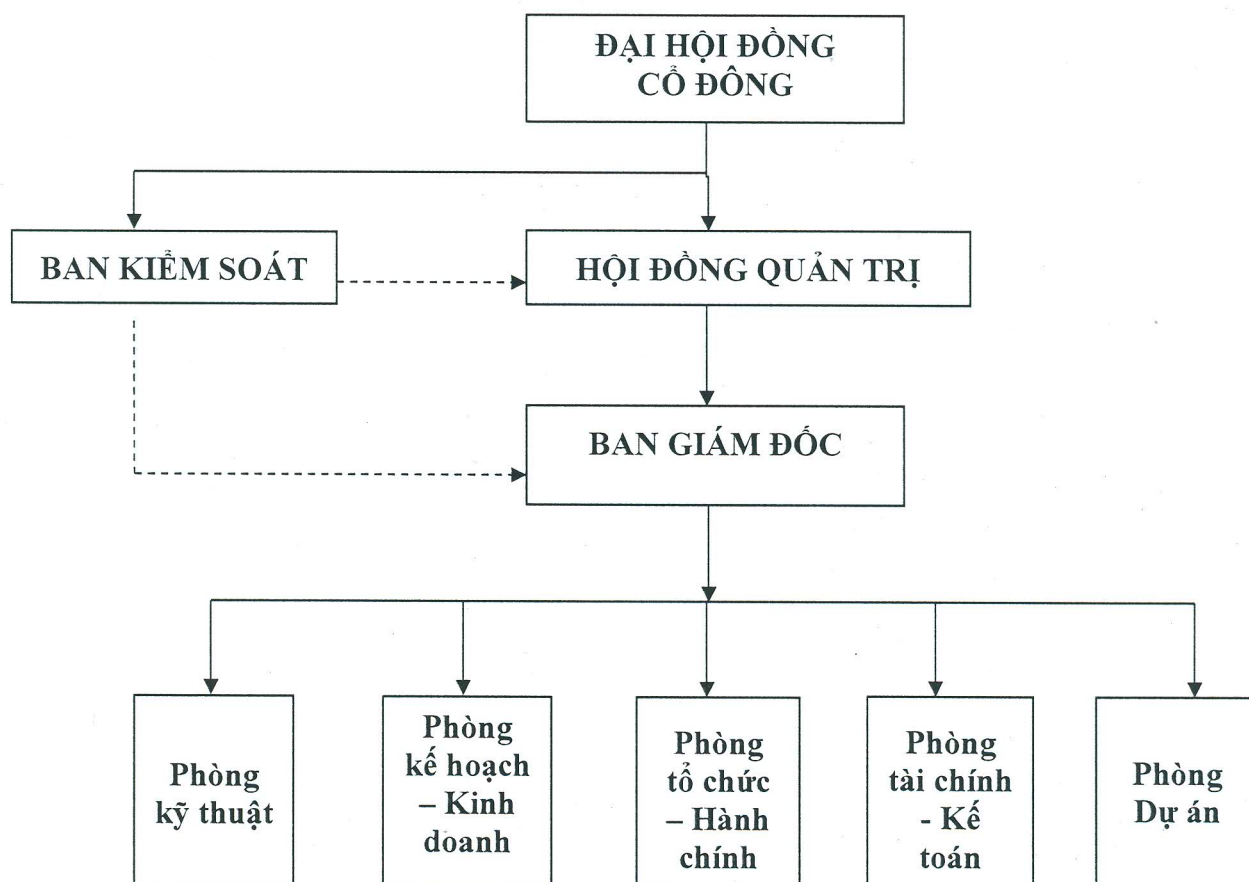 ĐẠI HỘI ĐỒNG
CỔ ĐÔNG
BAN KIỂM SOÁT
HỘI ĐỒNG QUẢN TRỊ
BAN GIÁM ĐỐC
Phòng
kỹ thuật
Phòng
kế hoạch
– Kinh
doanh
Phòng
tổ chức
– Hành
chính
Phòng
tài chính
- Kế
toán
Phòng
Dự án